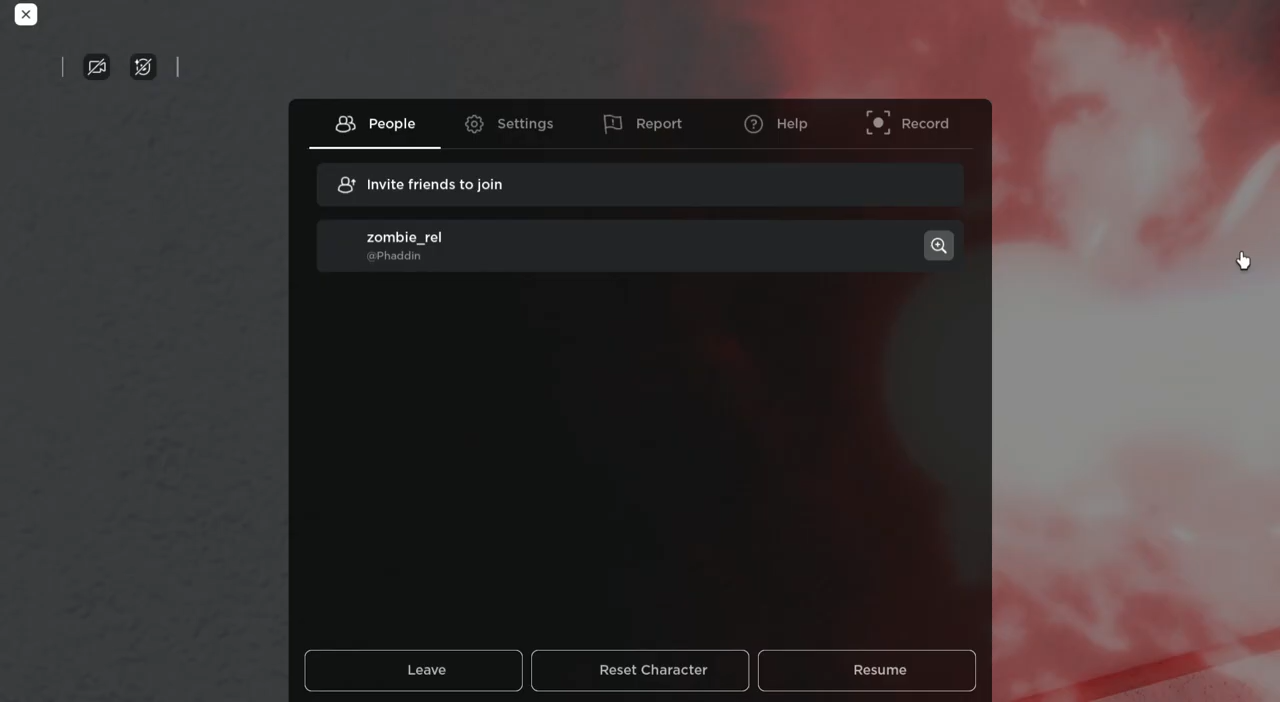 People
Settings
Report
Help
Record
Invite friends to join
zombie_rel
@Phaddin
Leave
Reset Character
Resume